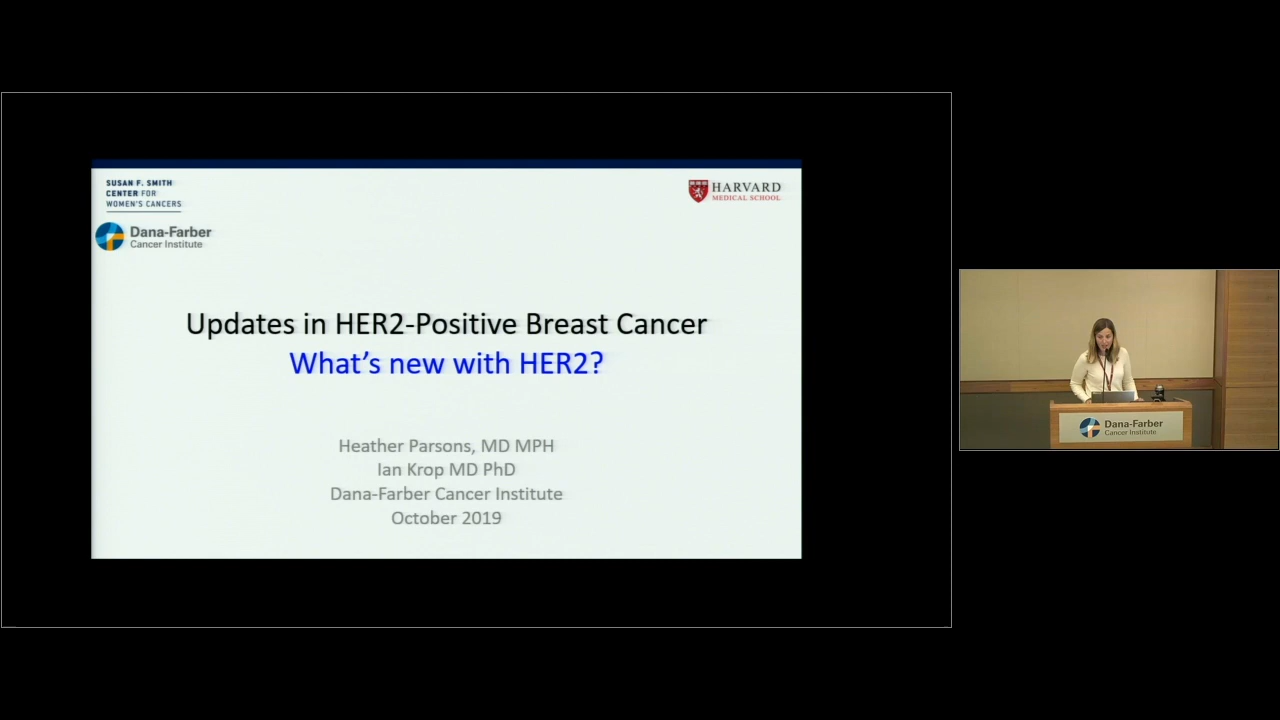 SUSAN F. SMITH
CENTER FOR
WOMEN'S CANCERS
Dana-Farber
Cancer Institute
HARVARD
MEDICAL SCHOOL
Updates in HER2-Positive Breast Cancer
What's new with HER2?
Heather Parsons, MD MPH
Ian Krop MD PhD
Dana-Farber Cancer Institute
October 2019
Dana-Farber
Cancer Institute